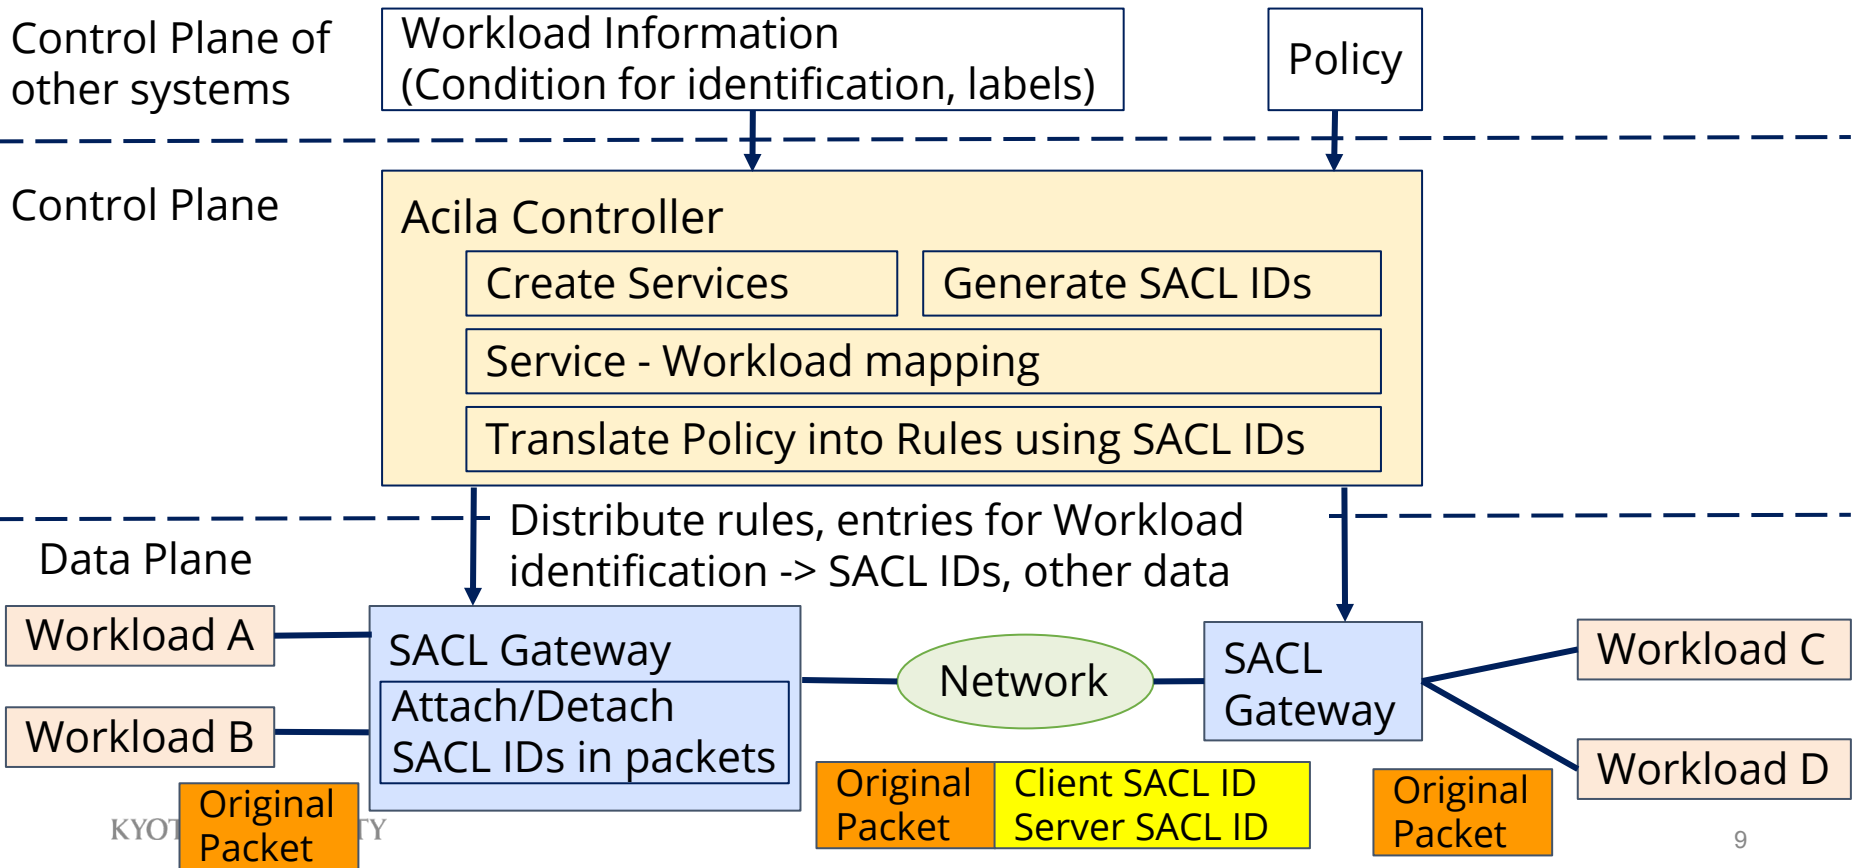 Control Plane of
other systems
Workload Information
(Condition for identification, labels)
Policy
Control Plane
Acila Controller
Create Services
Generate SACL IDs
Service - Workload mapping
Translate Policy into Rules using SACL IDs
Distribute rules, entries for Workload
identification -> SACL IDs, other data
Data Plane
Workload A
Workload B
SACL Gateway
Attach/Detach
SACL IDs in packets
Network
SACL
Gateway
Workload C
Workload D
Original
Packet
Original
Packet
Client SACL ID
Server SACL ID
Original
Packet
9